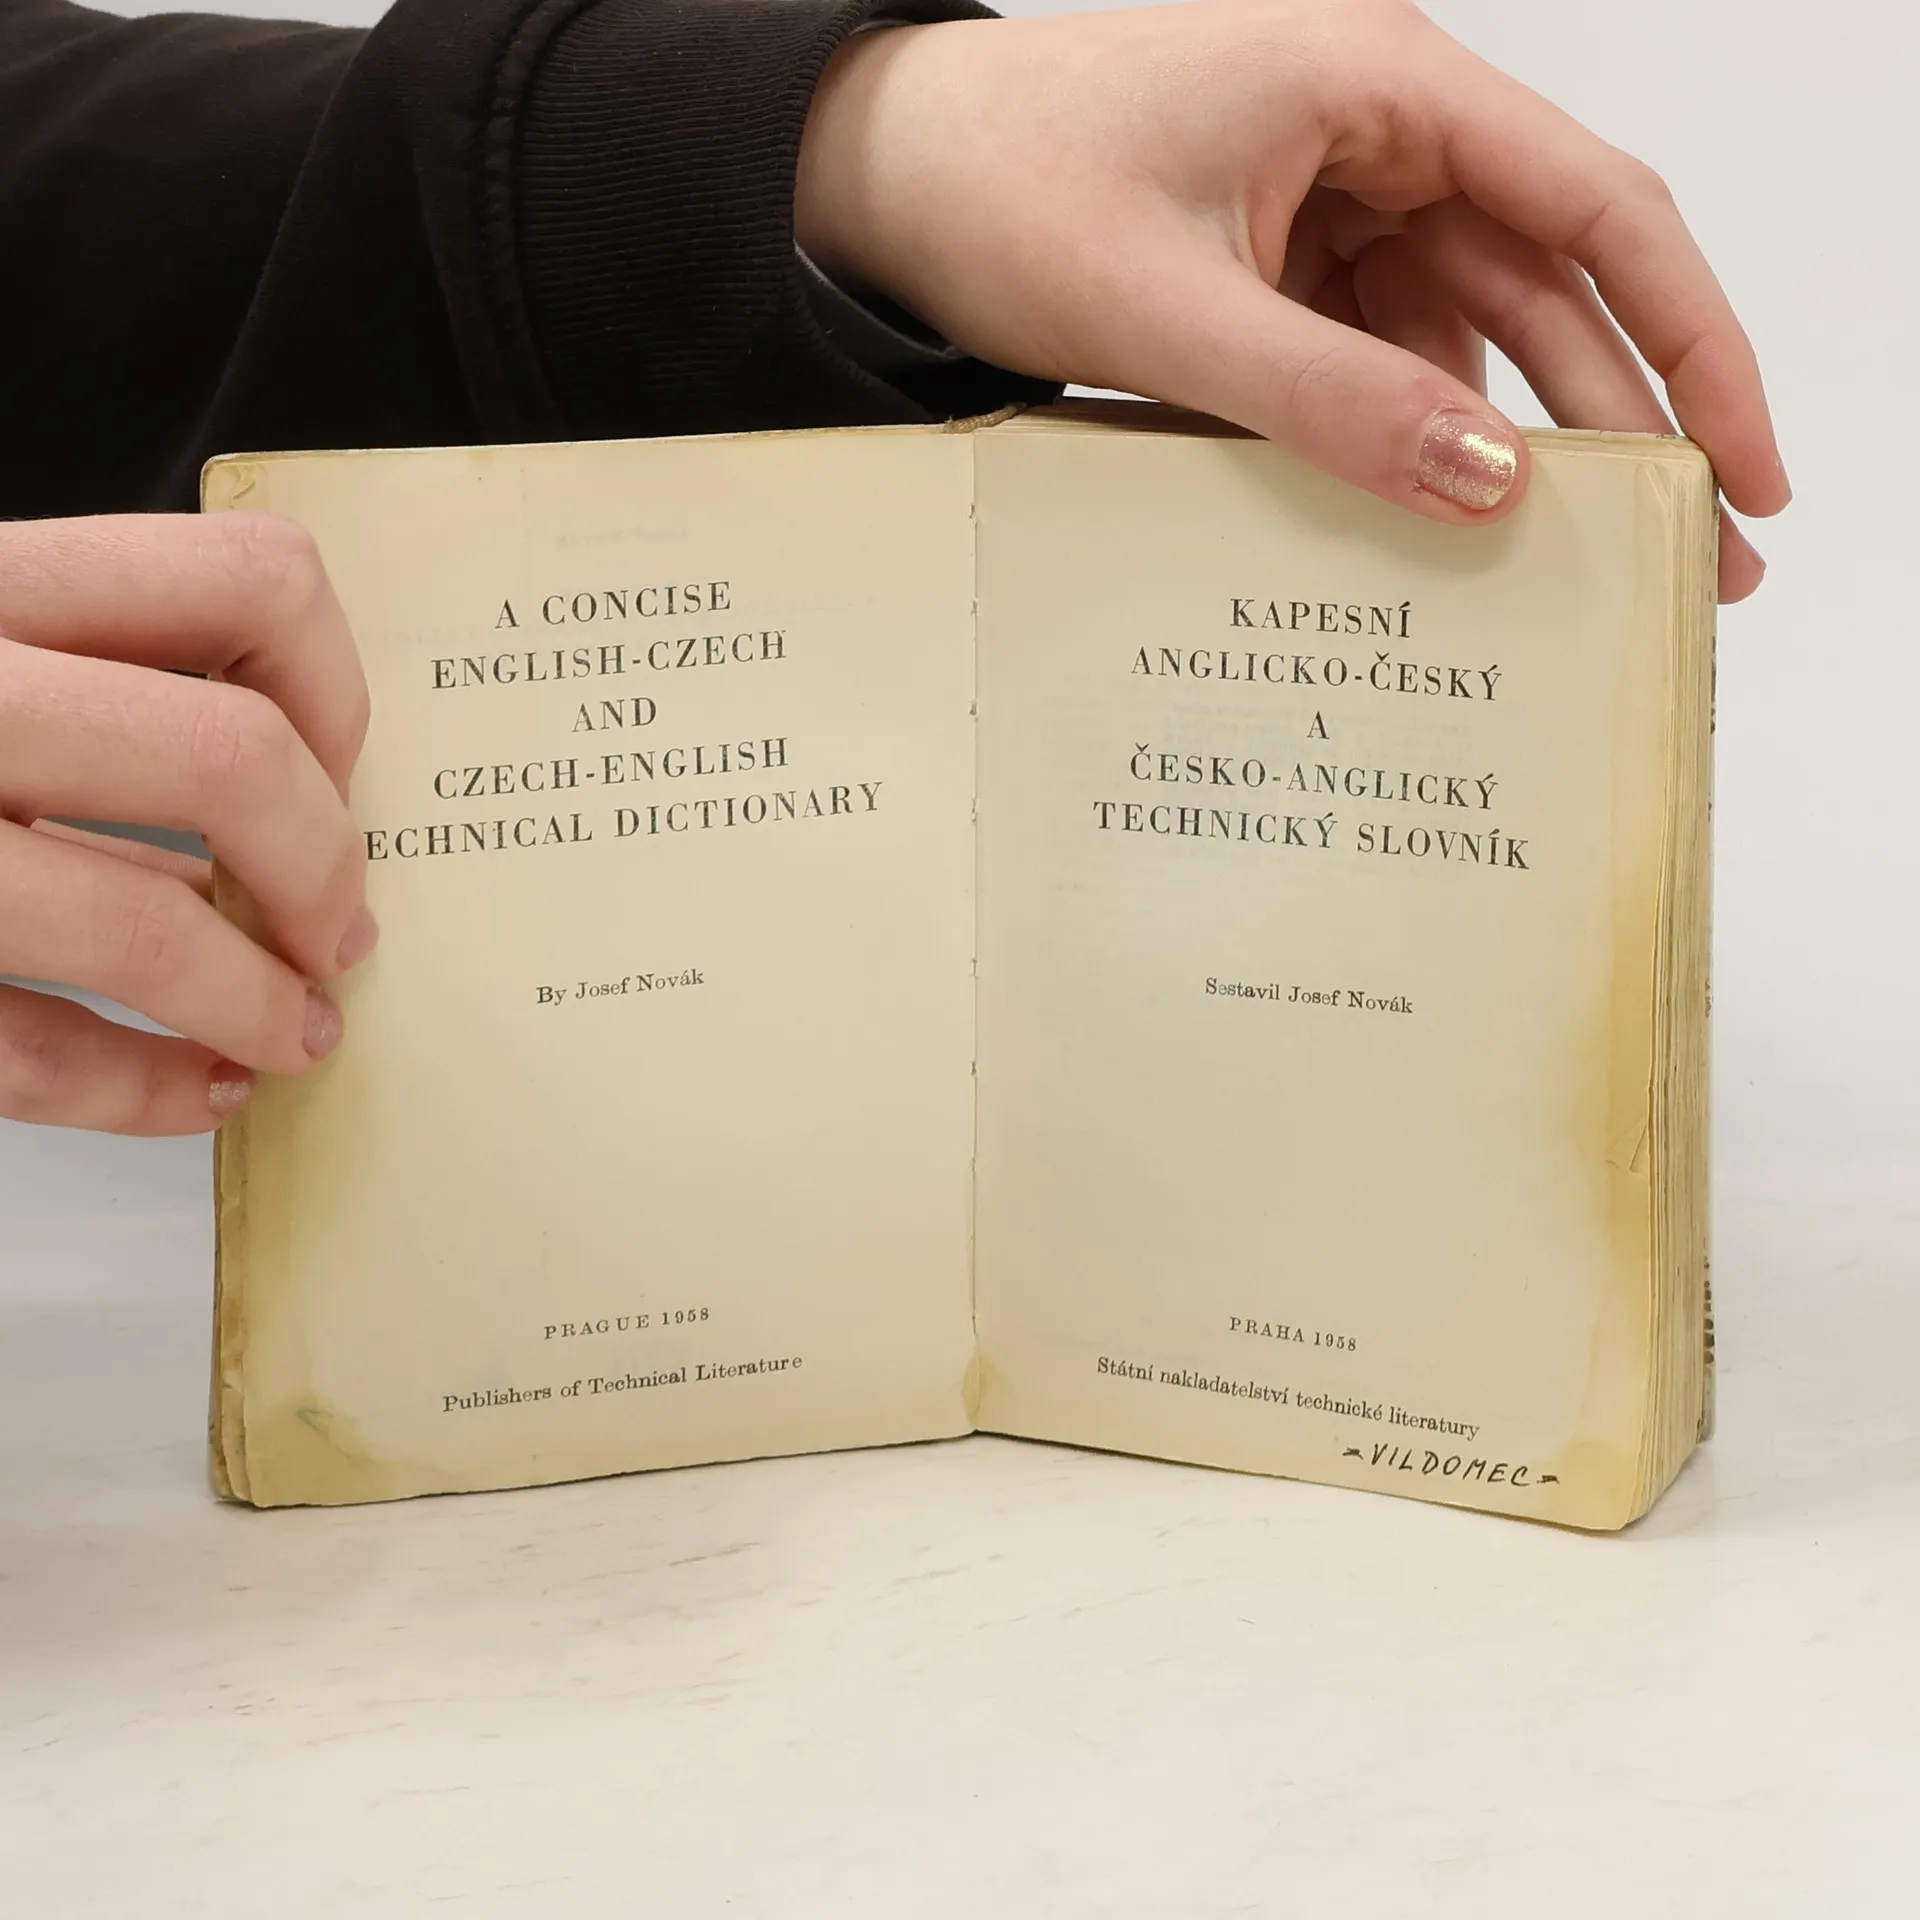 A CONCISE
ENGLISH-CZECH
AND
CZECH-ENGLISH
ECHNICAL DICTIONARY
By Josef Novák
PRAGUE 1958
Publishers of Technical Literature
KAPESNÍ
ANGLICKO-ČESKÝ
A
ČESKO-ANGLICKÝ
TECHNICKÝ SLOVNÍK
Sestavil Josef Novák
PRAHA 1958
Státní nakladatelství technické literatury
-VILDOMEC-